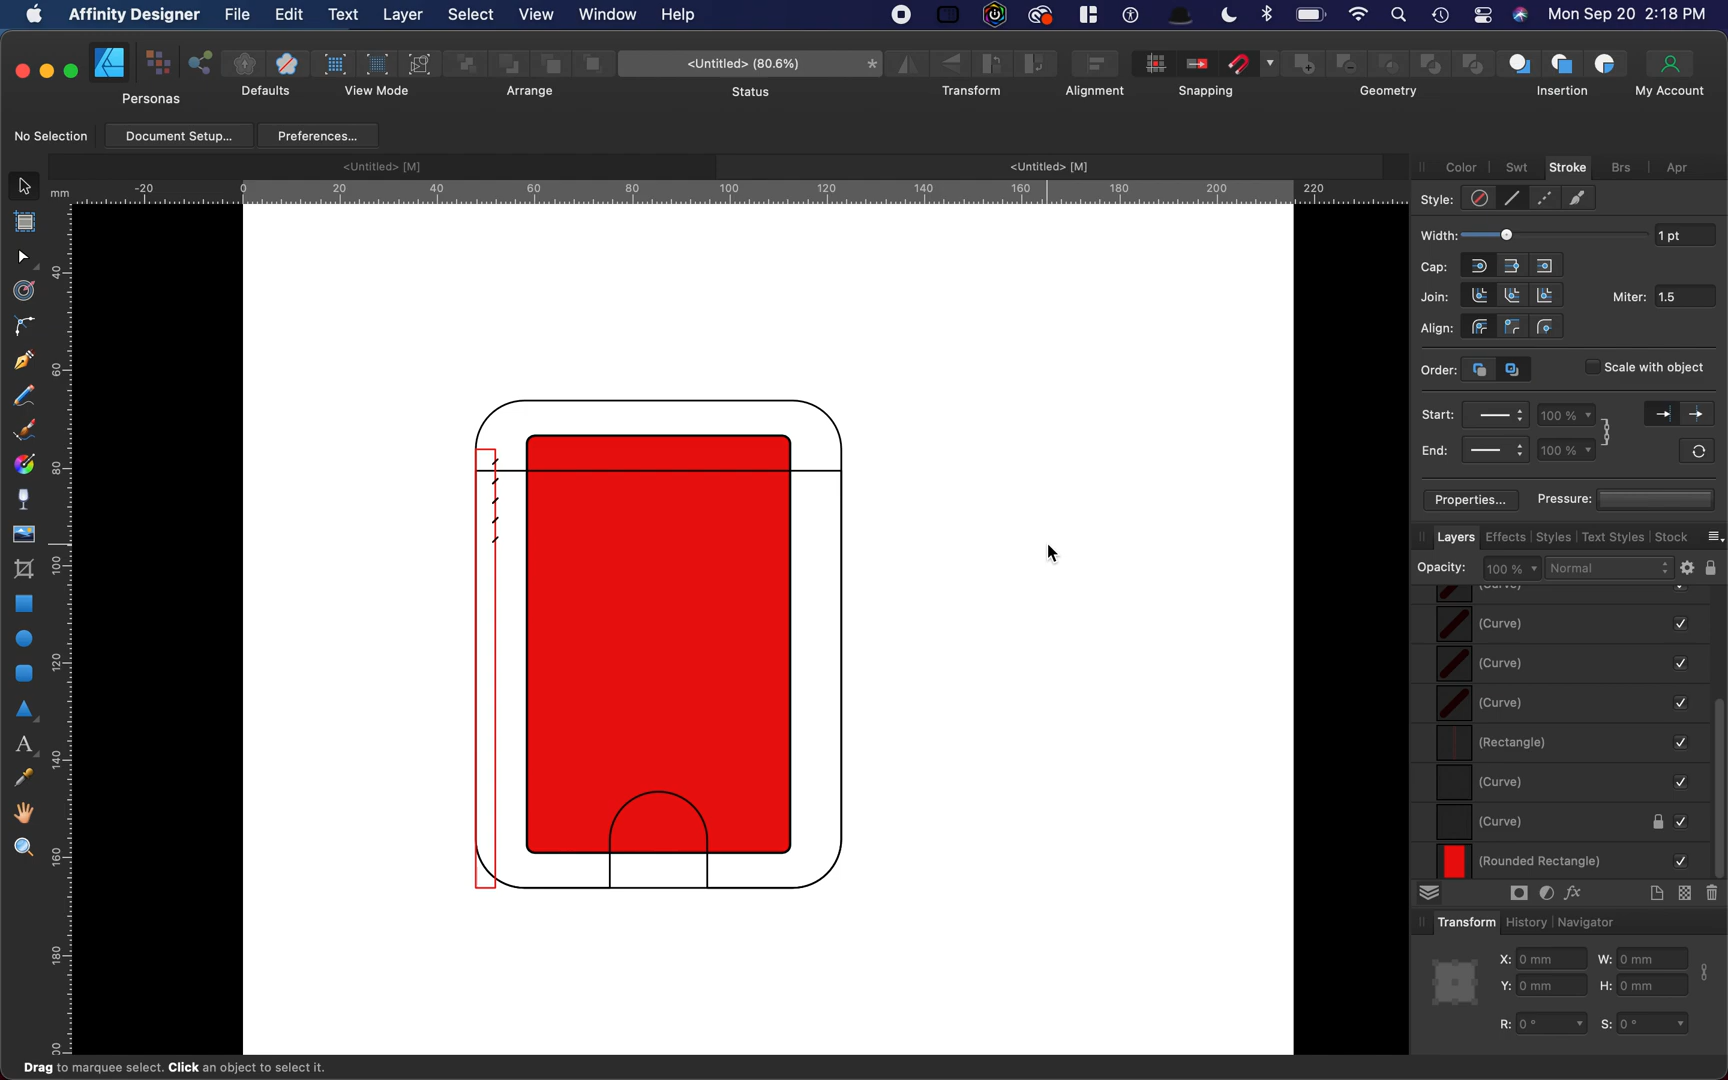 Affinity Designer File Edit Text Layer Select View Window Help Mon Sep 20 2:18 PM
<Untitled> (80.6%) *
Personas Defaults View Mode Arrange Status Transform Alignment Snapping Geometry Insertion My Account
No Selection Document Setup... Preferences...
<Untitled> [M] <Untitled> [M]
Color Swt Stroke Brs Apr
mm -20 0 20 40 60 80 100 120 140 160 180 200 220
Style:
Width: 1 pt
Cap:
Join: Miter: 1.5
Align:
Order: Scale with object
Start: 100 %
End: 100 %
Properties... Pressure:
Layers Effects Styles Text Styles Stock
Opacity: 100 % Normal
(Curve)
(Curve)
(Curve)
(Curve)
(Rectangle)
(Curve)
(Curve)
(Rounded Rectangle)
Transform History Navigator
X: 0 mm W: 0 mm
Y: 0 mm H: 0 mm
R: 0 ° S: 0 °
40
60
80
100
120
140
160
180
00
A
Drag to marquee select. Click an object to select it.